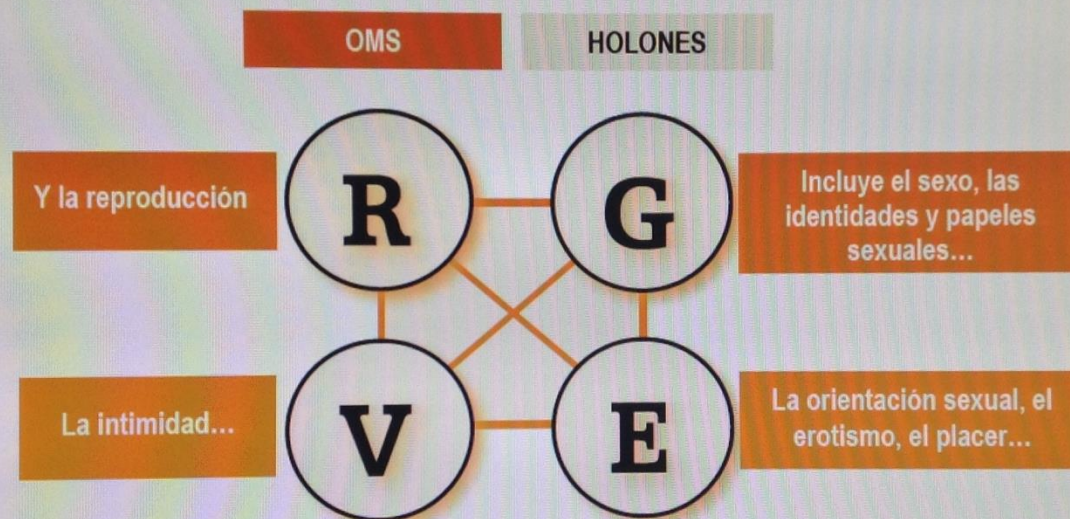 OMS
HOLONES
Y la reproducción
R
G
Incluye el sexo, las
identidades y papeles
sexuales...
La intimidad...
V
E
La orientación sexual, el
erotismo, el placer...